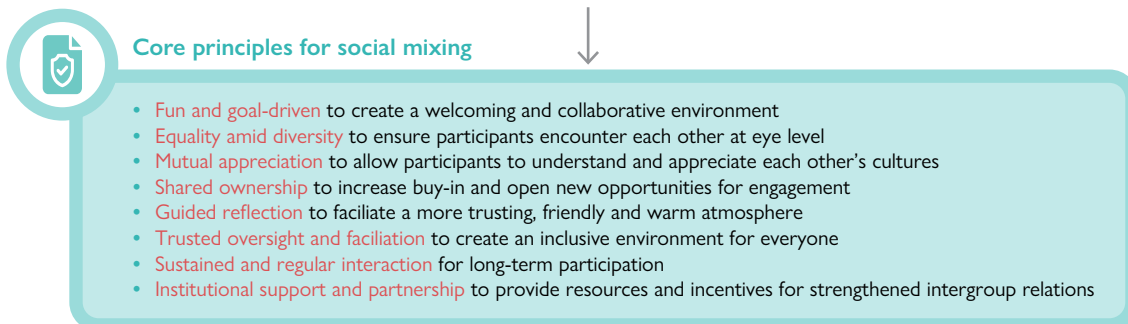 Core principles for social mixing
• Fun and goal-driven to create a welcoming and collaborative environment
• Equality amid diversity to ensure participants encounter each other at eye level
• Mutual appreciation to allow participants to understand and appreciate each other’s cultures
• Shared ownership to increase buy-in and open new opportunities for engagement
• Guided reflection to faciliate a more trusting, friendly and warm atmosphere
• Trusted oversight and faciliation to create an inclusive environment for everyone
• Sustained and regular interaction for long-term participation
• Institutional support and partnership to provide resources and incentives for strengthened intergroup relations